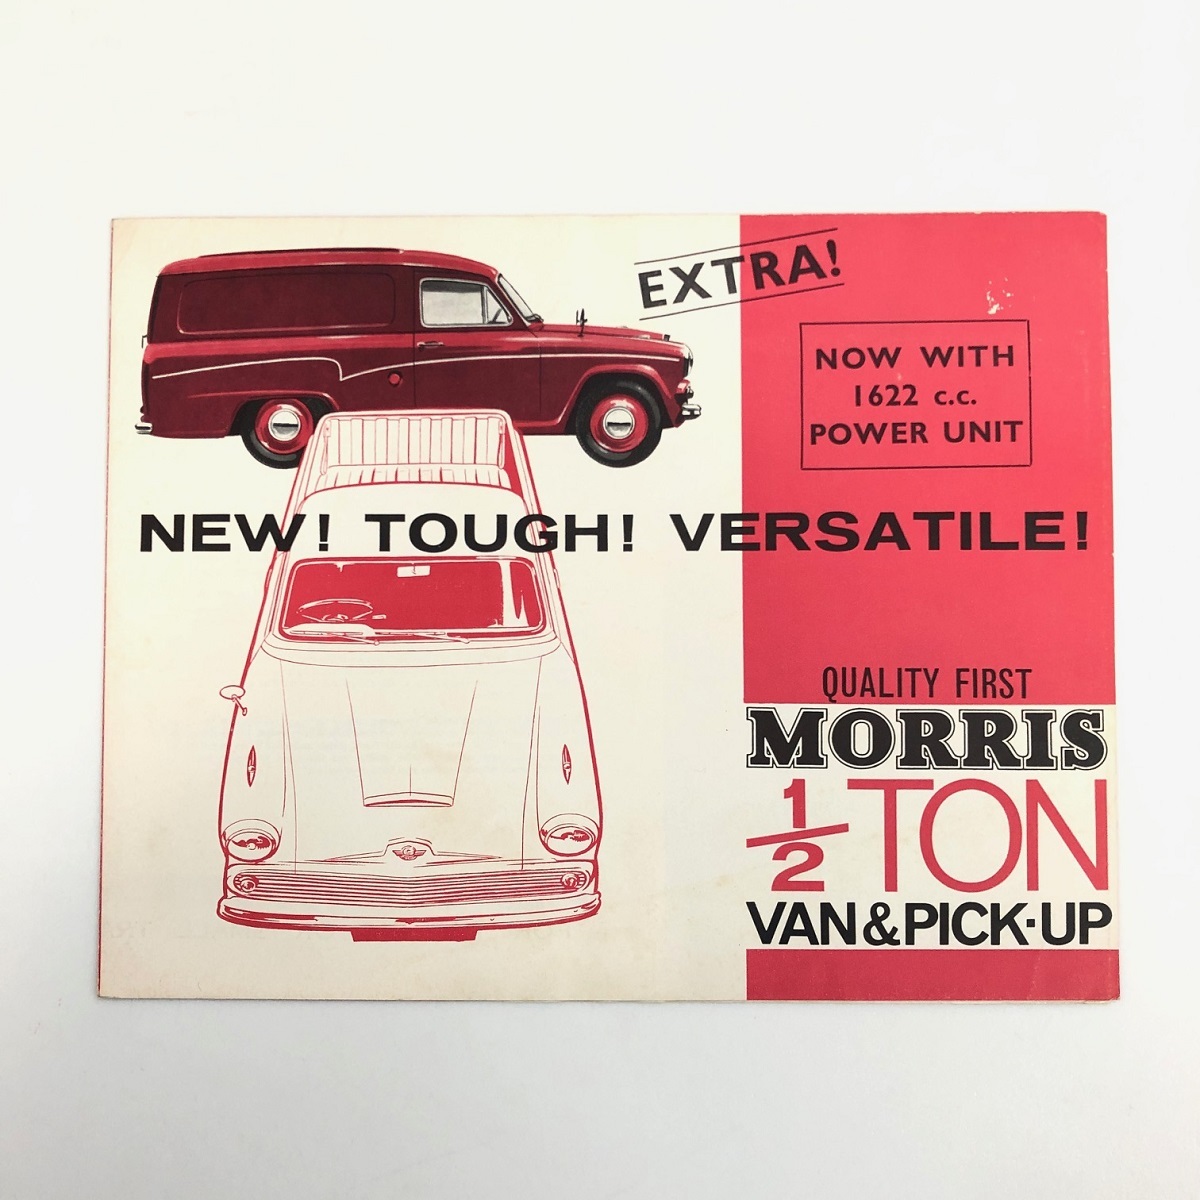 EXTRA!
NOW WITH
1622 c.c.
POWER UNIT
NEW! TOUGH! VERSATILE!
QUALITY FIRST
MORRIS
1/2 TON
VAN & PICK-UP